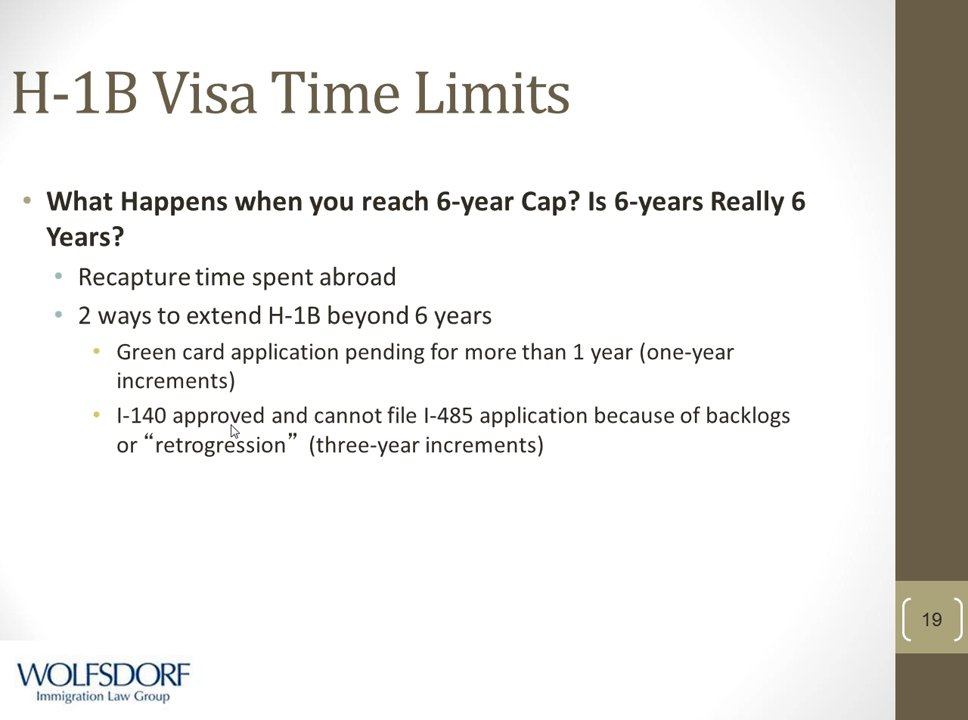 H-1B Visa Time Limits
• What Happens when you reach 6-year Cap? Is 6-years Really 6
Years?
• Recapture time spent abroad
• 2 ways to extend H-1B beyond 6 years
• Green card application pending for more than 1 year (one-year
increments)
• I-140 approved and cannot file I-485 application because of backlogs
or “retrogression” (three-year increments)
19
WOLFSDORF
Immigration Law Group